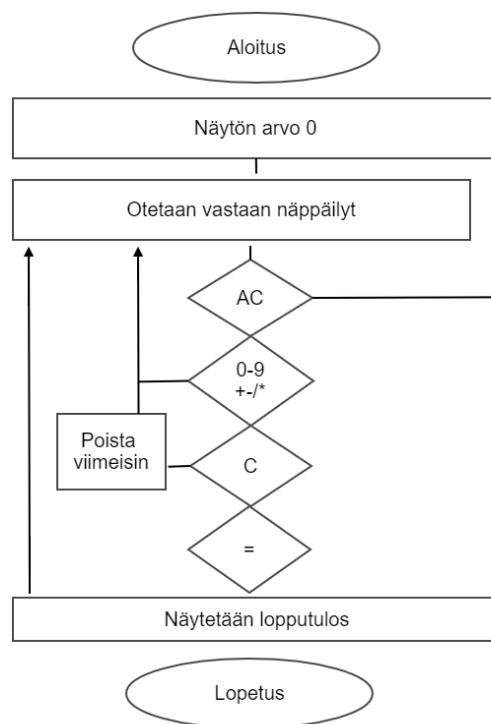 Aloitus
Näytön arvo 0
Otetaan vastaan näppäilyt
AC
0-9
+-/*
Poista
viimeisin
C
=
Näytetään lopputulos
Lopetus